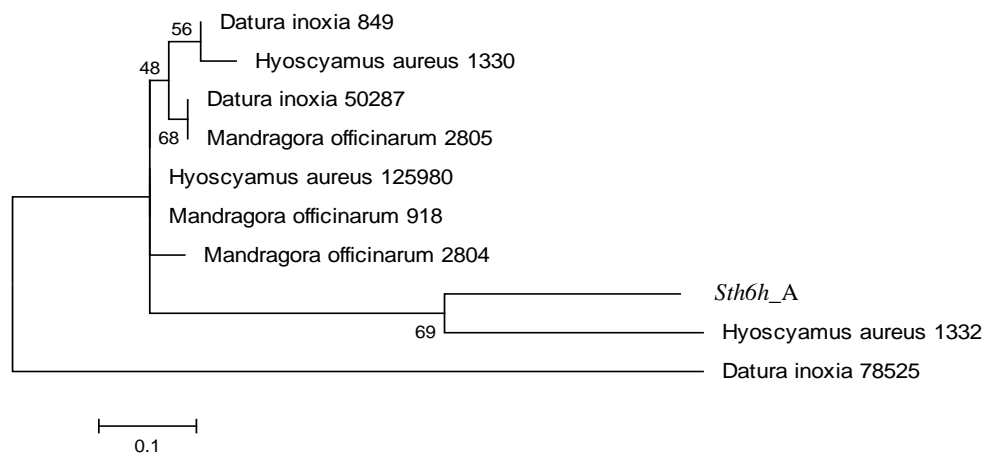 56
Datura inoxia 849
Hyoscyamus aureus 1330
48
Datura inoxia 50287
68
Mandragora officinarum 2805
Hyoscyamus aureus 125980
Mandragora officinarum 918
Mandragora officinarum 2804
Sth6h_A
69
Hyoscyamus aureus 1332
Datura inoxia 78525
0.1